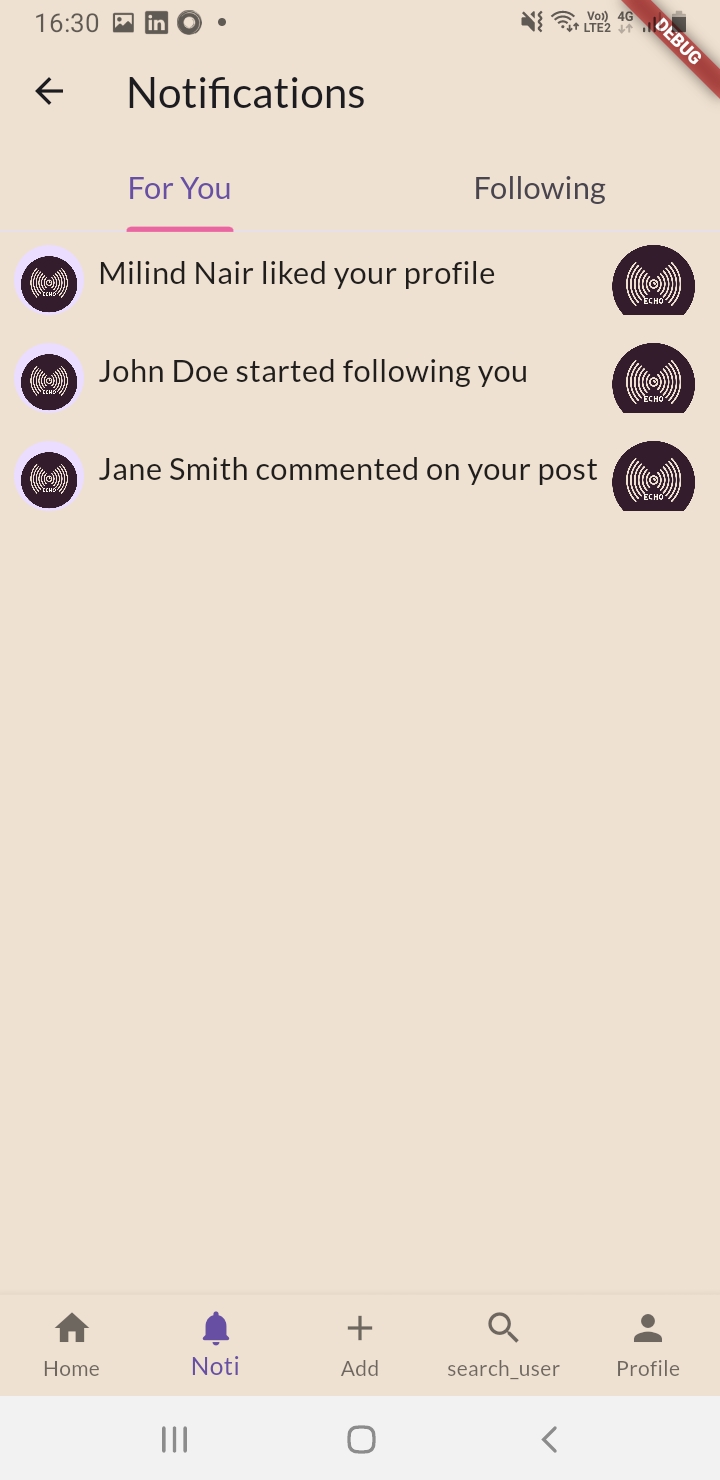 16:30
Vo))
LTE2
4G
DEBUG
Notifications
For You
Following
Milind Nair liked your profile
ECHO
ECHO
John Doe started following you
ECHO
ECHO
Jane Smith commented on your post
ECHO
ECHO
Home
Noti
Add
search_user
Profile